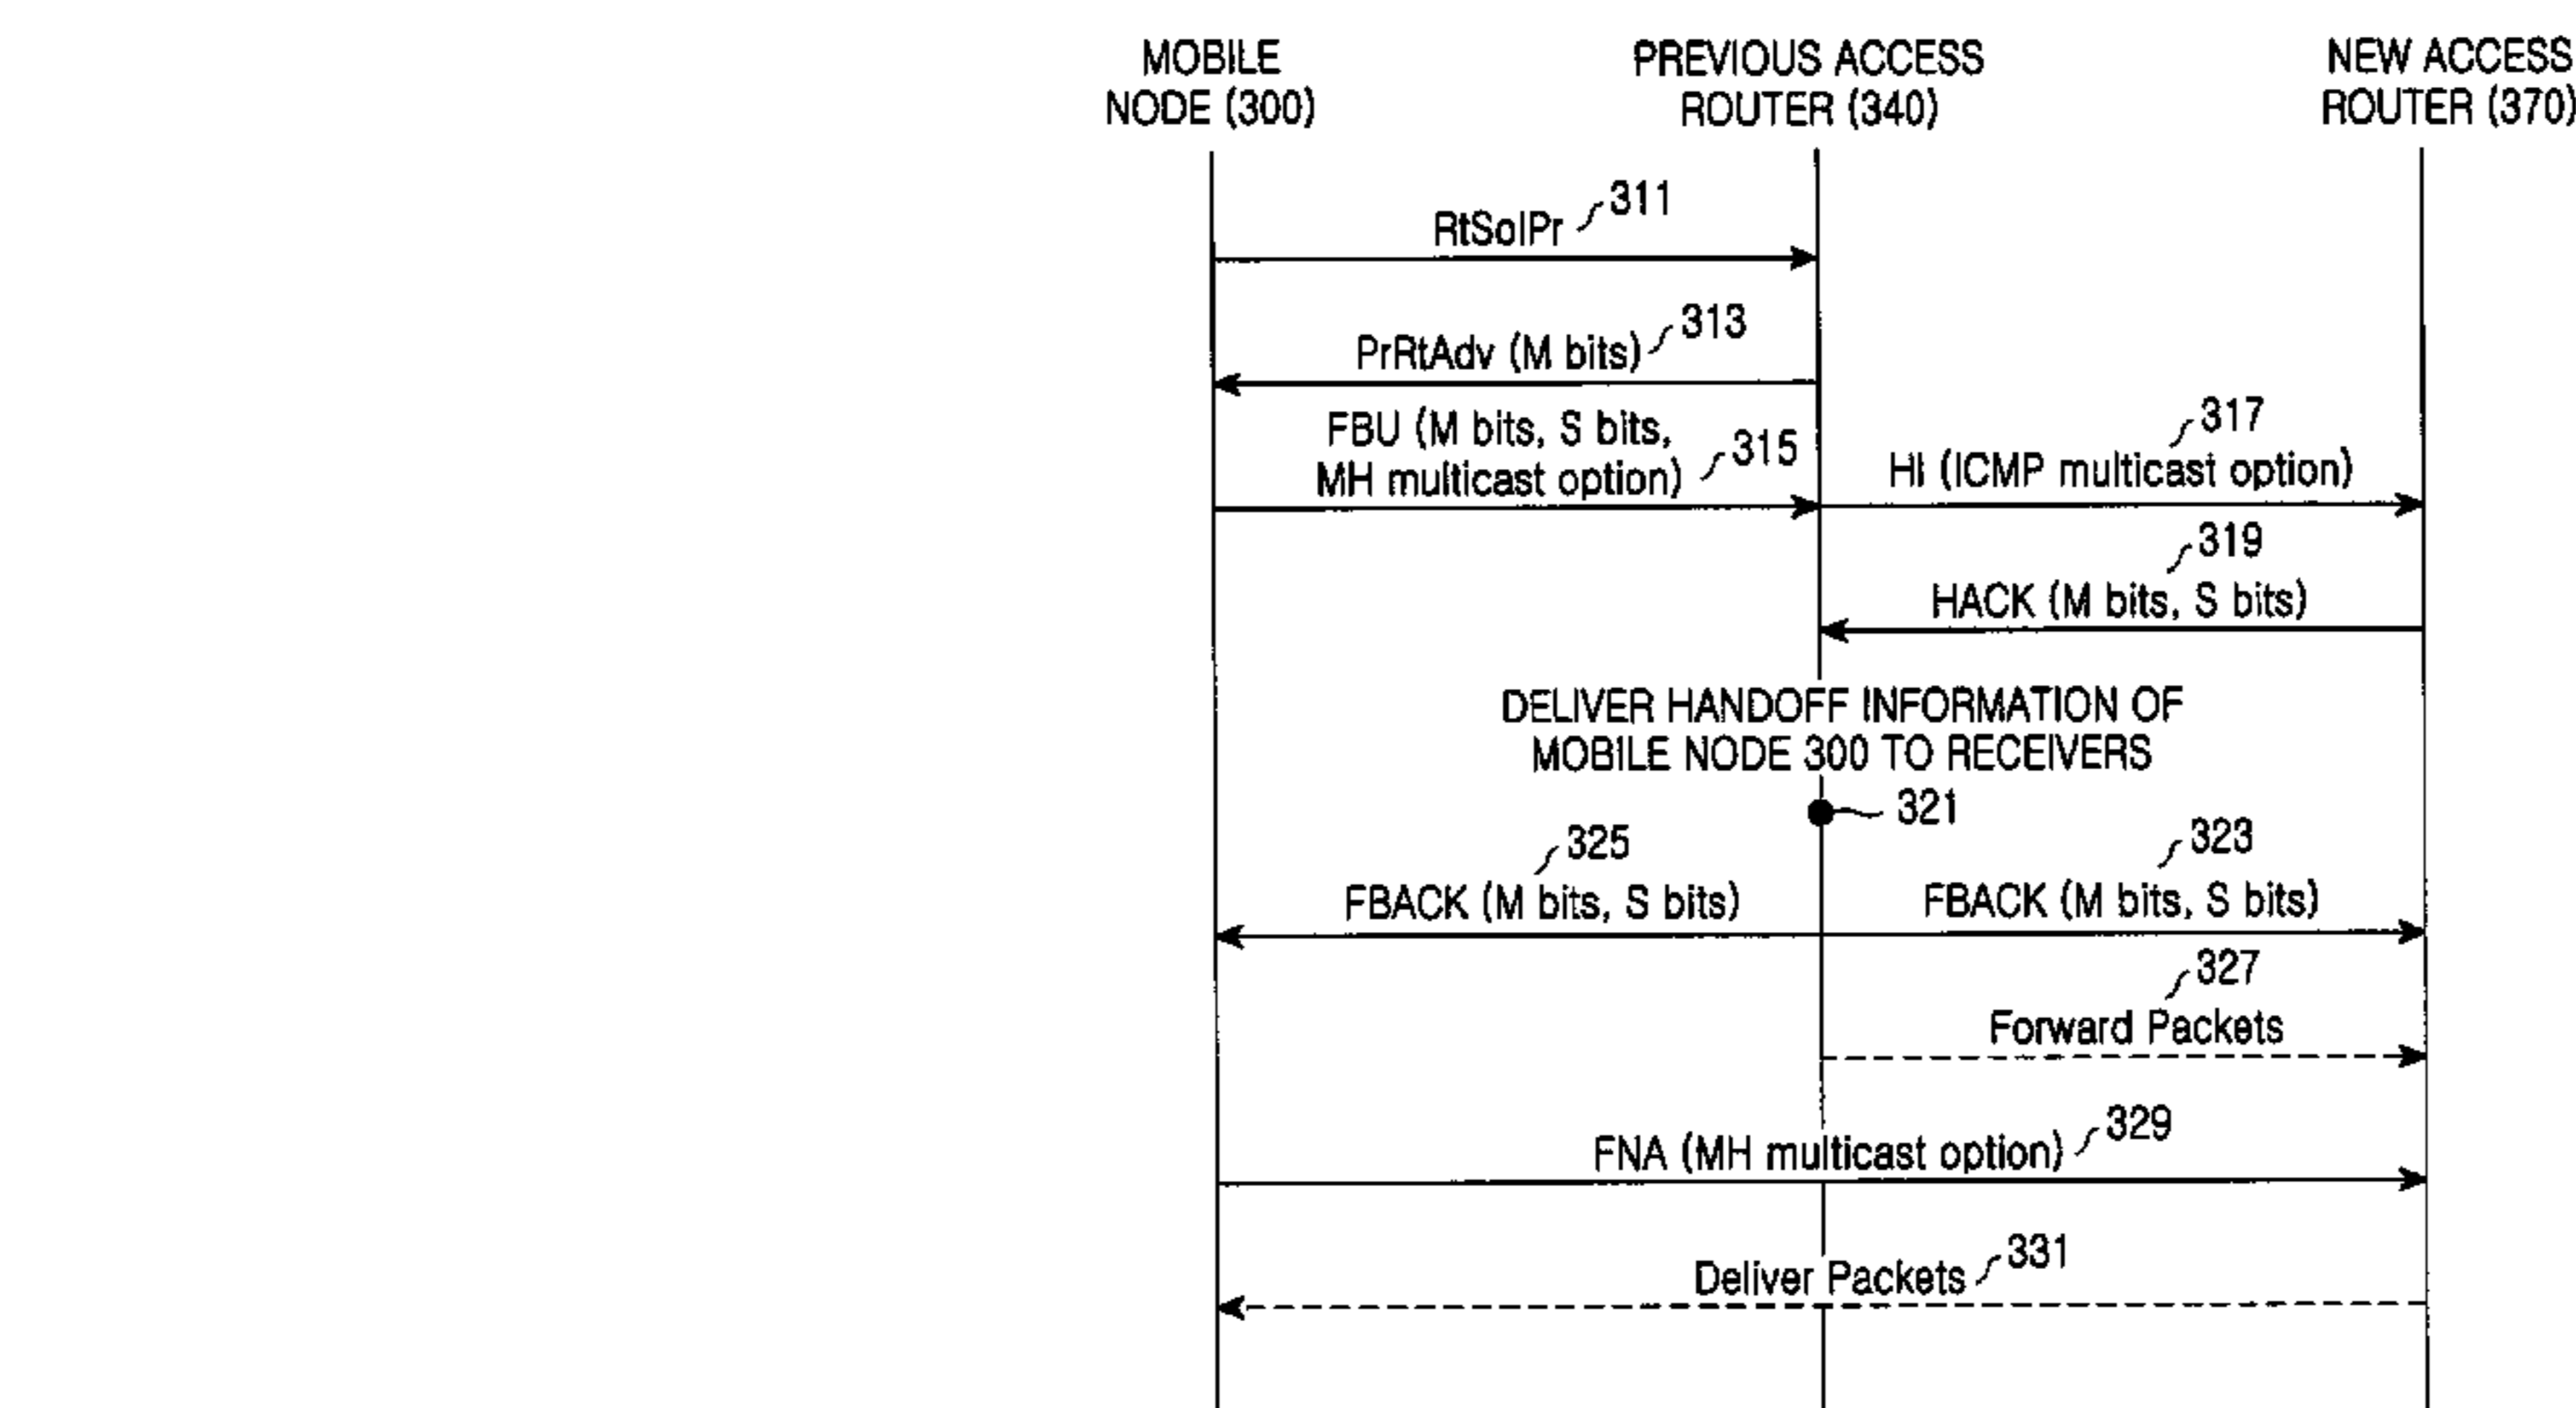 MOBILE
NODE (300)
PREVIOUS ACCESS
ROUTER (340)
NEW ACCESS
ROUTER (370)
RtSolPr
311
PrRtAdv (M bits)
313
FBU (M bits, S bits,
MH multicast option)
315
HI (ICMP multicast option)
317
HACK (M bits, S bits)
319
DELIVER HANDOFF INFORMATION OF
MOBILE NODE 300 TO RECEIVERS
321
325
FBACK (M bits, S bits)
323
FBACK (M bits, S bits)
327
Forward Packets
FNA (MH multicast option)
329
Deliver Packets
331